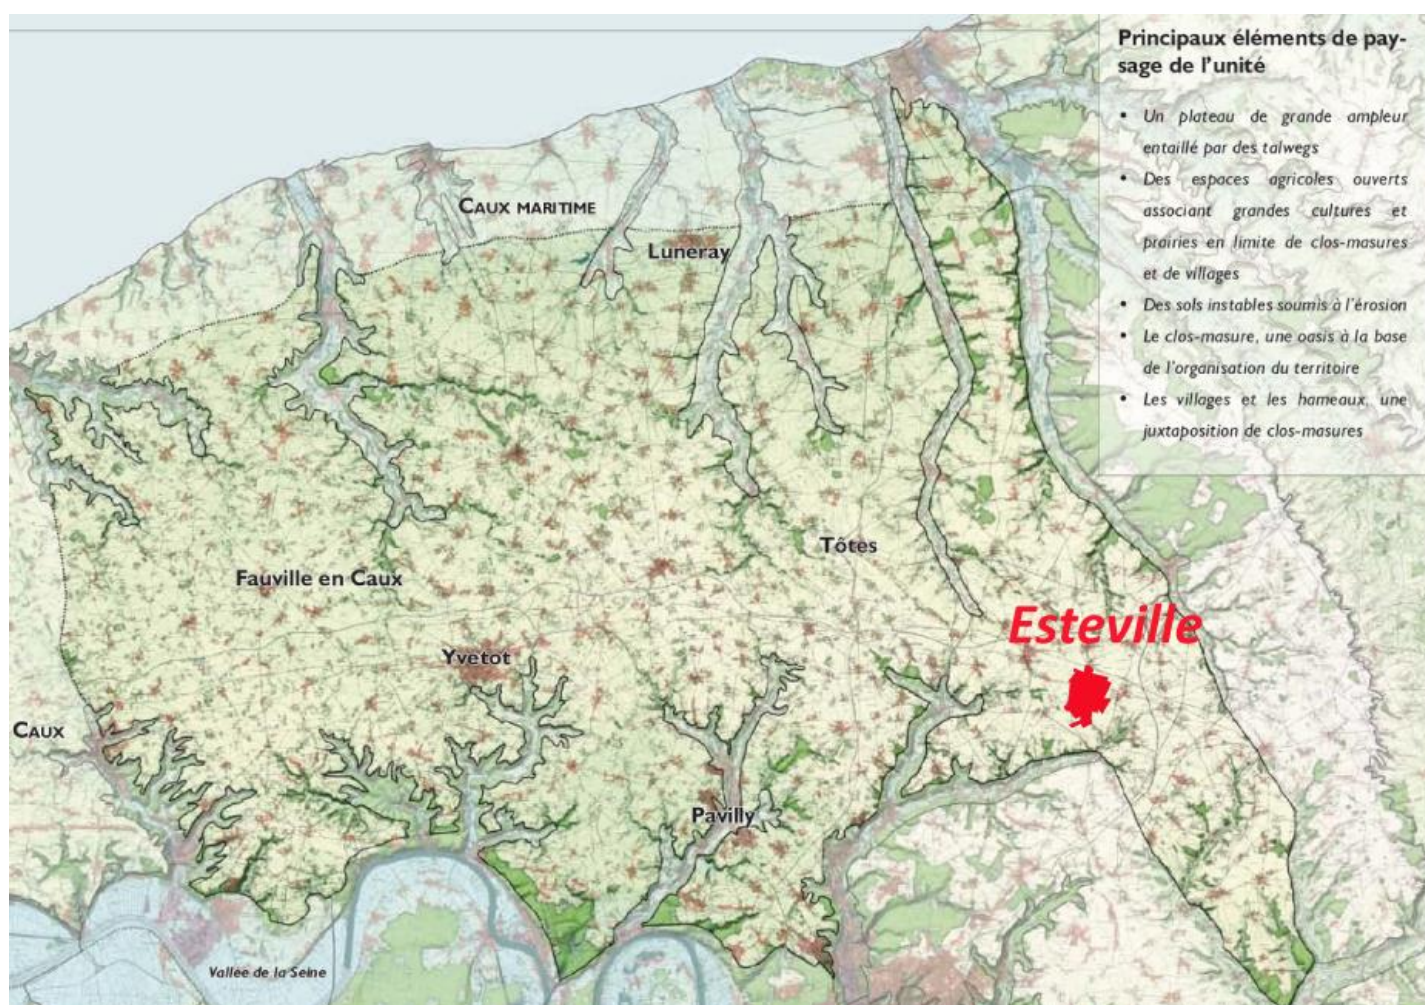 Principaux éléments de pay-
sage de l'unité
• Un plateau de grande ampleur
entaillé par des talwegs
• Des espaces agricoles ouverts
associant grandes cultures et
prairies en limite de clos-masures
et de villages
• Des sols instables soumis à l'érosion
• Le clos-masure, une oasis à la base
de l'organisation du territoire
• Les villages et les hameaux, une
juxtaposition de clos-masures
CAUX MARITIME
Luneray
Tôtes
Fauville en Caux
Esteville
Yvetot
CAUX
Pavilly
Vallée de la Seine